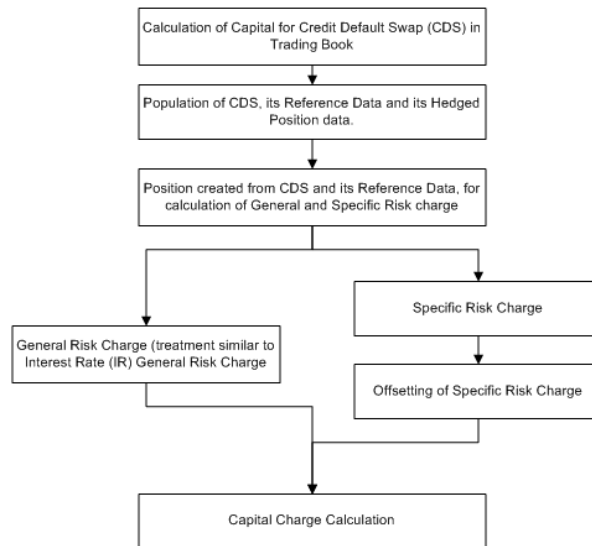 Calculation of Capital for Credit Default Swap (CDS) in
Trading Book
Population of CDS, its Reference Data and its Hedged
Position data.
Position created from CDS and its Reference Data, for
calculation of General and Specific Risk charge
Specific Risk Charge
General Risk Charge (treatment similar to
Interest Rate (IR) General Risk Charge
Offsetting of Specific Risk Charge
Capital Charge Calculation